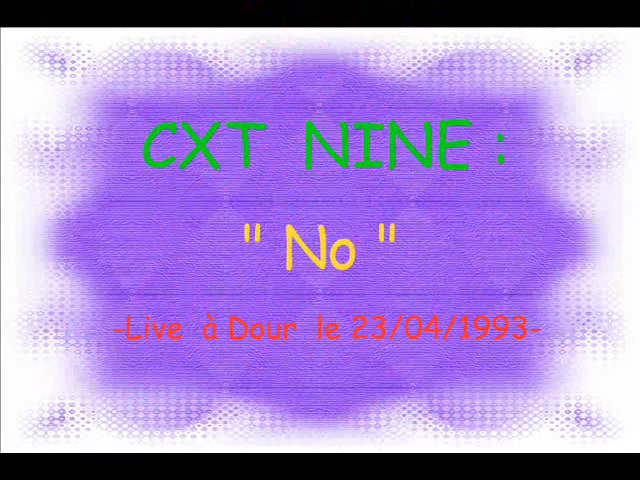 CXT NINE :
" No "
-Live à Dour le 23/04/1993-